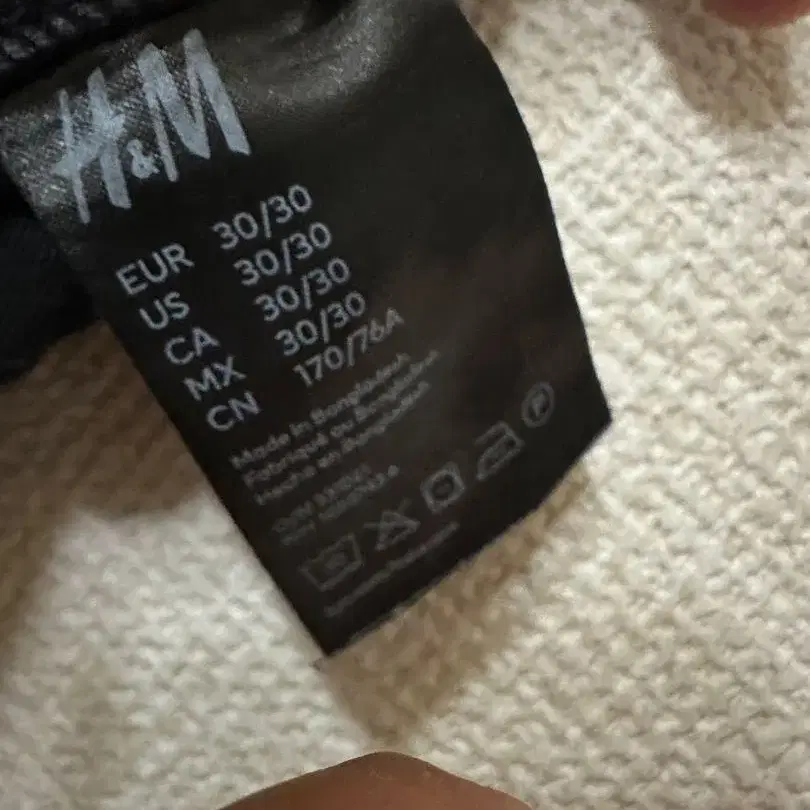 H&M
EUR 30/30
US 30/30
CA 30/30
MX 30/30
CN 170/76A
Made in Bangladesh
Fabriqué au Bangladesh
Hecho en Bangladesh
P